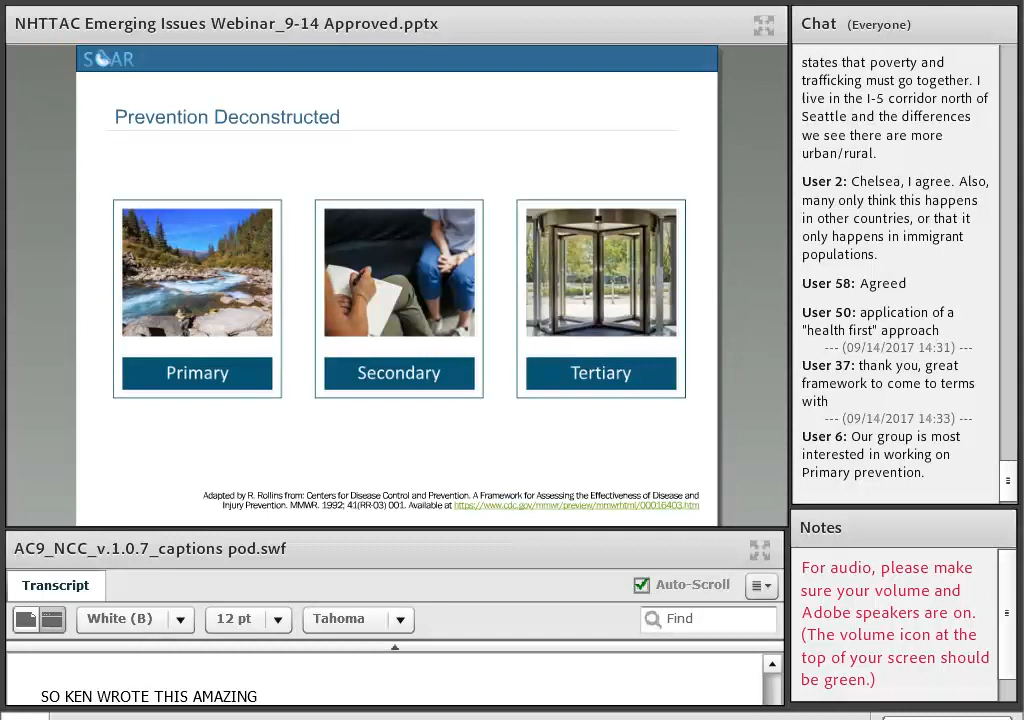 NHTTAC Emerging Issues Webinar_9-14 Approved.pptx
SOAR
Prevention Deconstructed
Primary
Secondary
Tertiary
Adapted by R. Rollins from: Centers for Disease Control and Prevention. A Framework for Assessing the Effectiveness of Disease and
Injury Prevention. MMWR. 1992; 41(RR-03) 001. Available at https://www.cdc.gov/mmwr/preview/mmwrhtml/00016403.htm
AC9_NCC_v.1.0.7_captions pod.swf
Transcript
Auto-Scroll
White (B)
12 pt
Tahoma
Find
SO KEN WROTE THIS AMAZING
Chat (Everyone)
states that poverty and
trafficking must go together. I
live in the I-5 corridor north of
Seattle and the differences
we see there are more
urban/rural.
User 2: Chelsea, I agree. Also,
many only think this happens
in other countries, or that it
only happens in immigrant
populations.
User 58: Agreed
User 50: application of a
"health first" approach
--- (09/14/2017 14:31) ---
User 37: thank you, great
framework to come to terms
with
--- (09/14/2017 14:33) ---
User 6: Our group is most
interested in working on
Primary prevention.
Notes
For audio, please make
sure your volume and
Adobe speakers are on.
(The volume icon at the
top of your screen should
be green.)